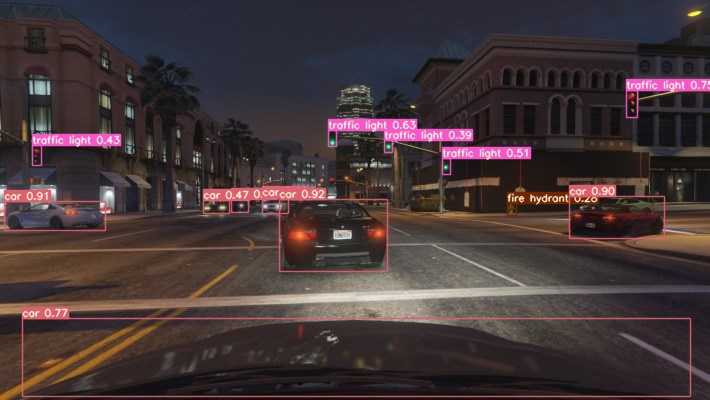 traffic light 0.75
traffic light 0.63
traffic light 0.39
traffic light 0.43
traffic light 0.51
car 0.91
car 0.47
car 0.92
fire hydrant 0.28
car 0.90
car 0.77